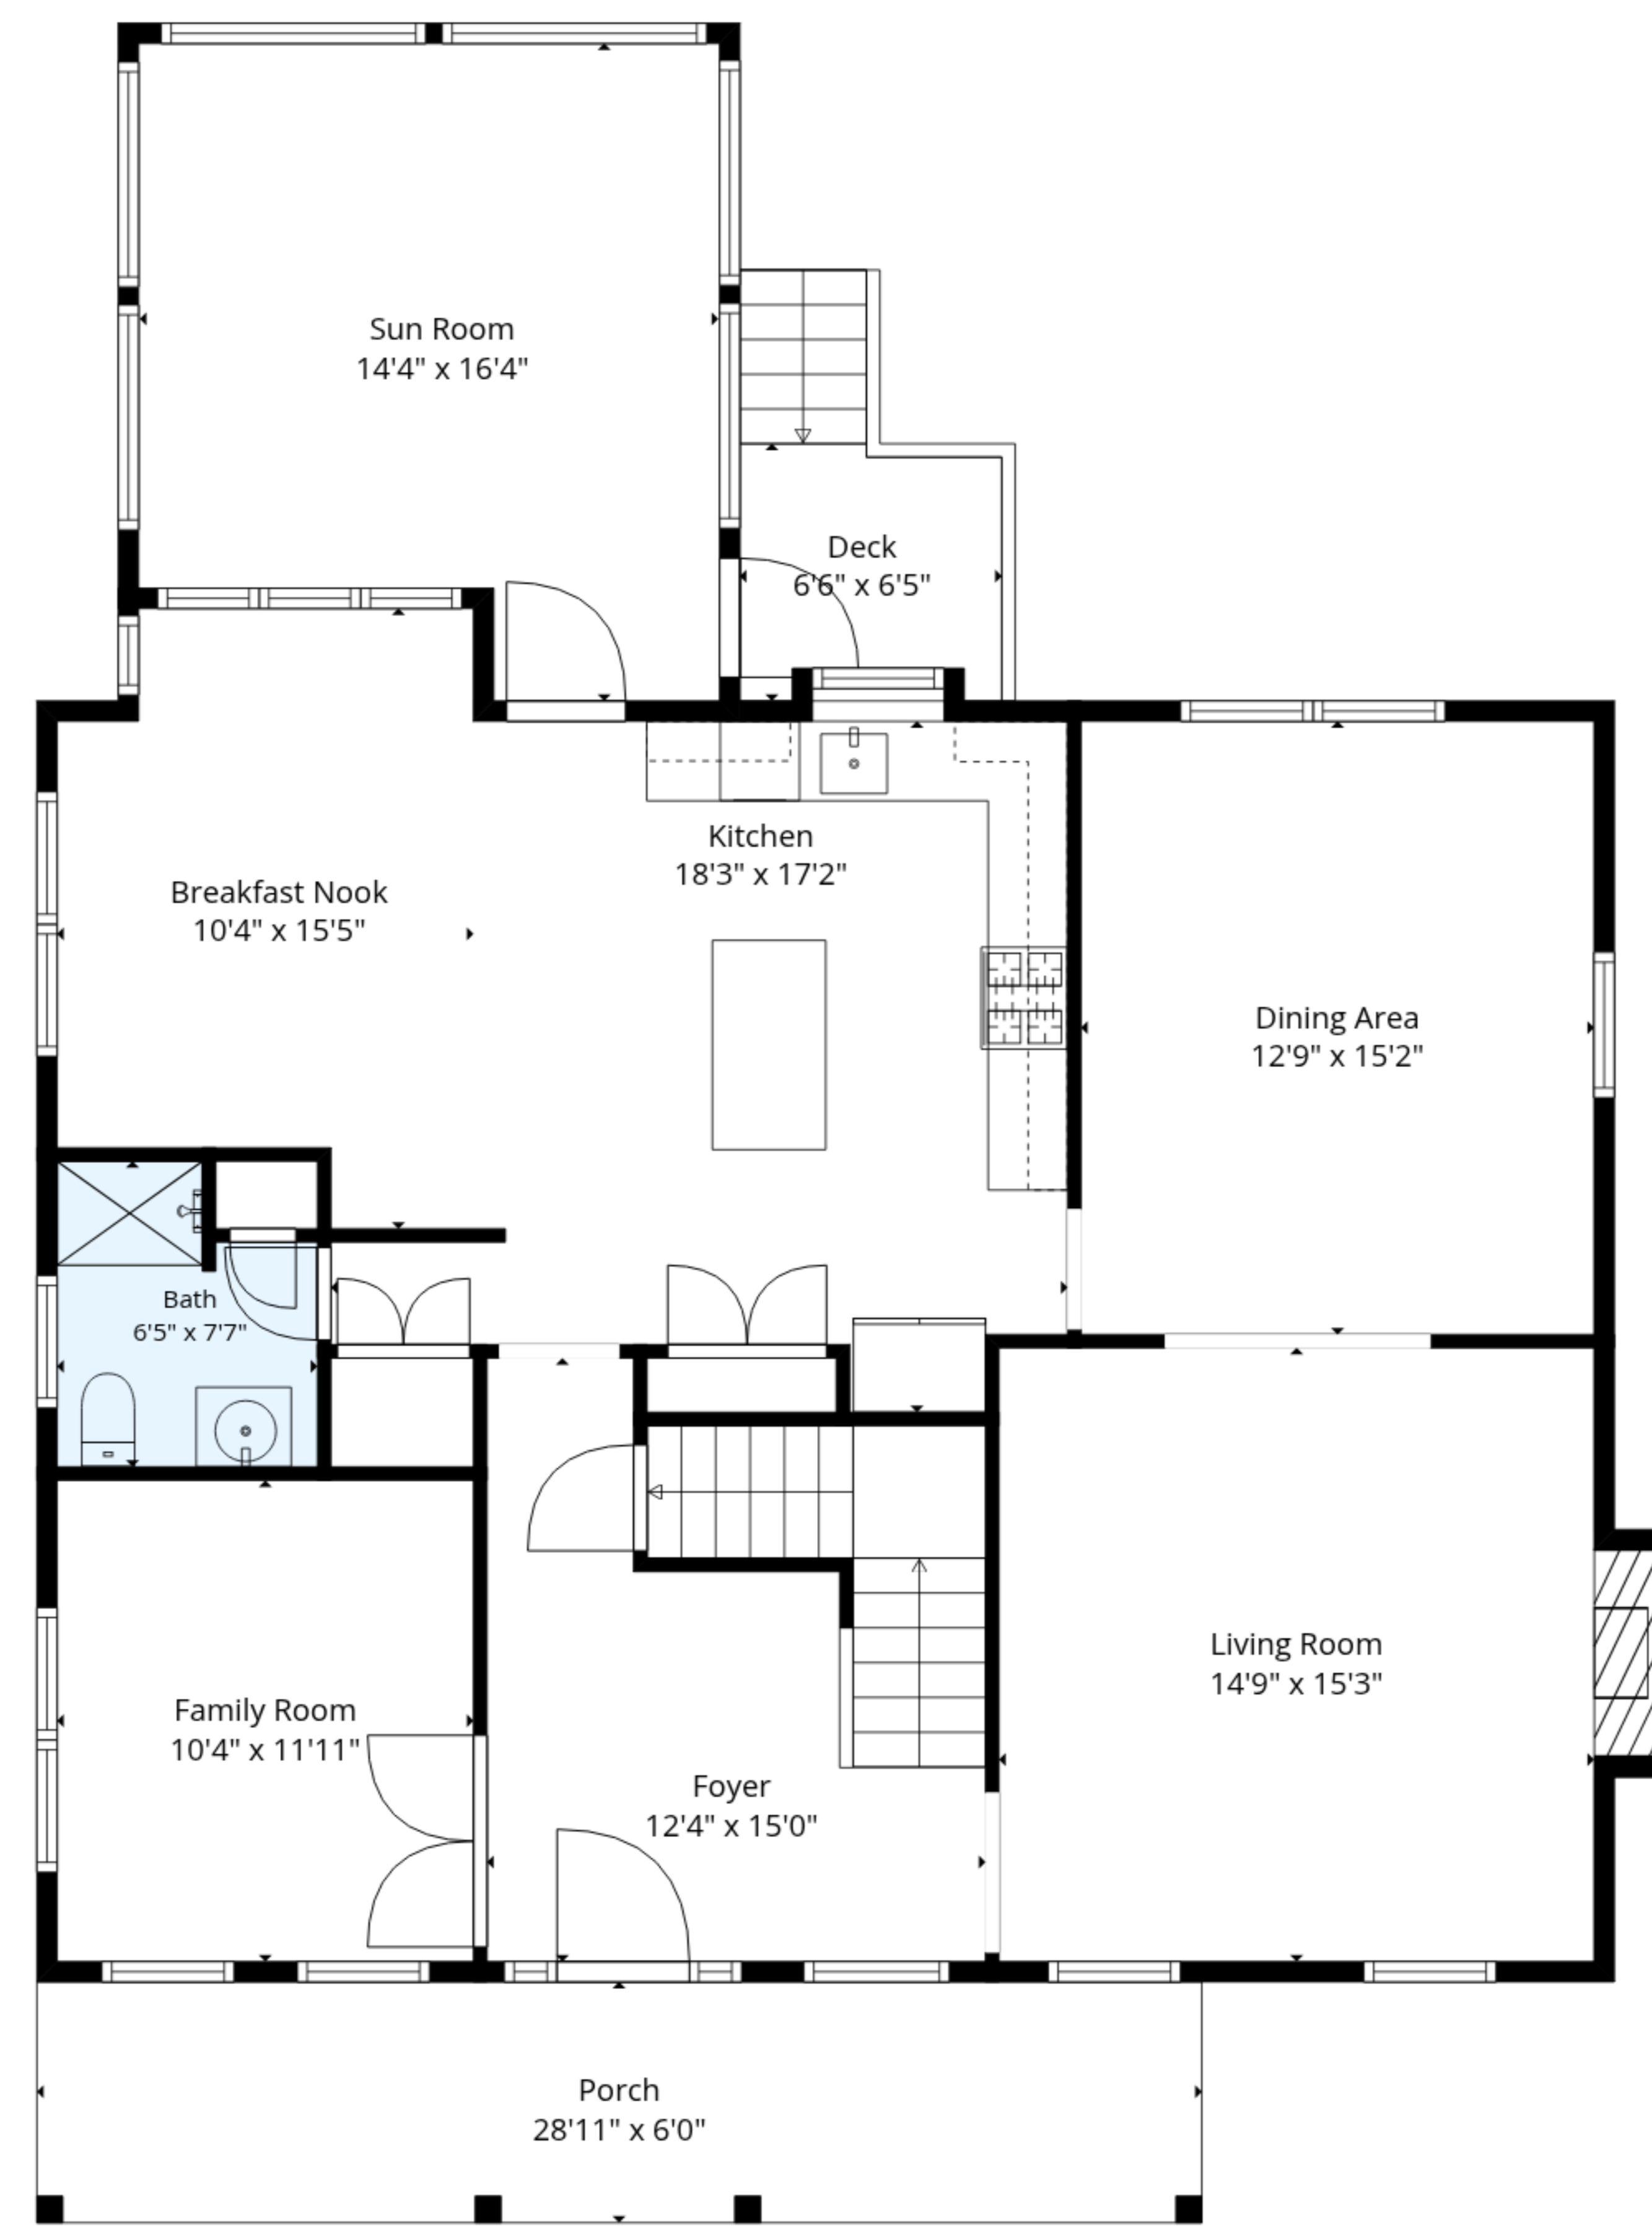 Sun Room
14'4" x 16'4"
Deck
6'6" x 6'5"
Kitchen
18'3" x 17'2"
Breakfast Nook
10'4" x 15'5"
Dining Area
12'9" x 15'2"
Bath
6'5" x 7'7"
Living Room
14'9" x 15'3"
Family Room
10'4" x 11'11"
Foyer
12'4" x 15'0"
Porch
28'11" x 6'0"